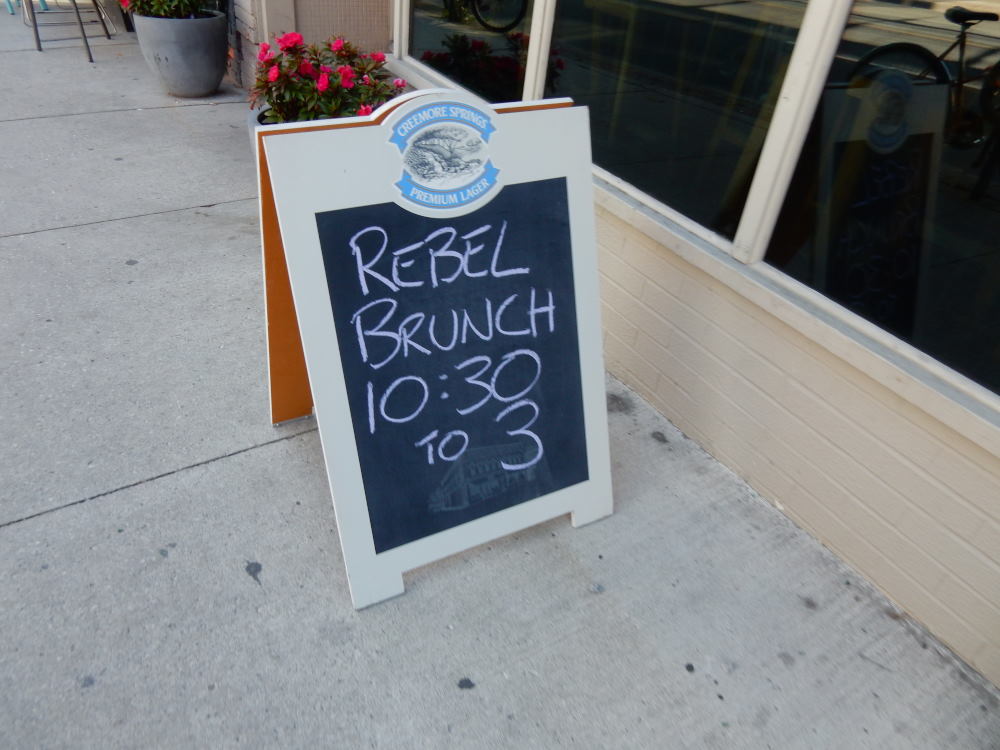 CREEMORE SPRINGS
PREMIUM LAGER
REBEL
BRUNCH
10:30
TO 3